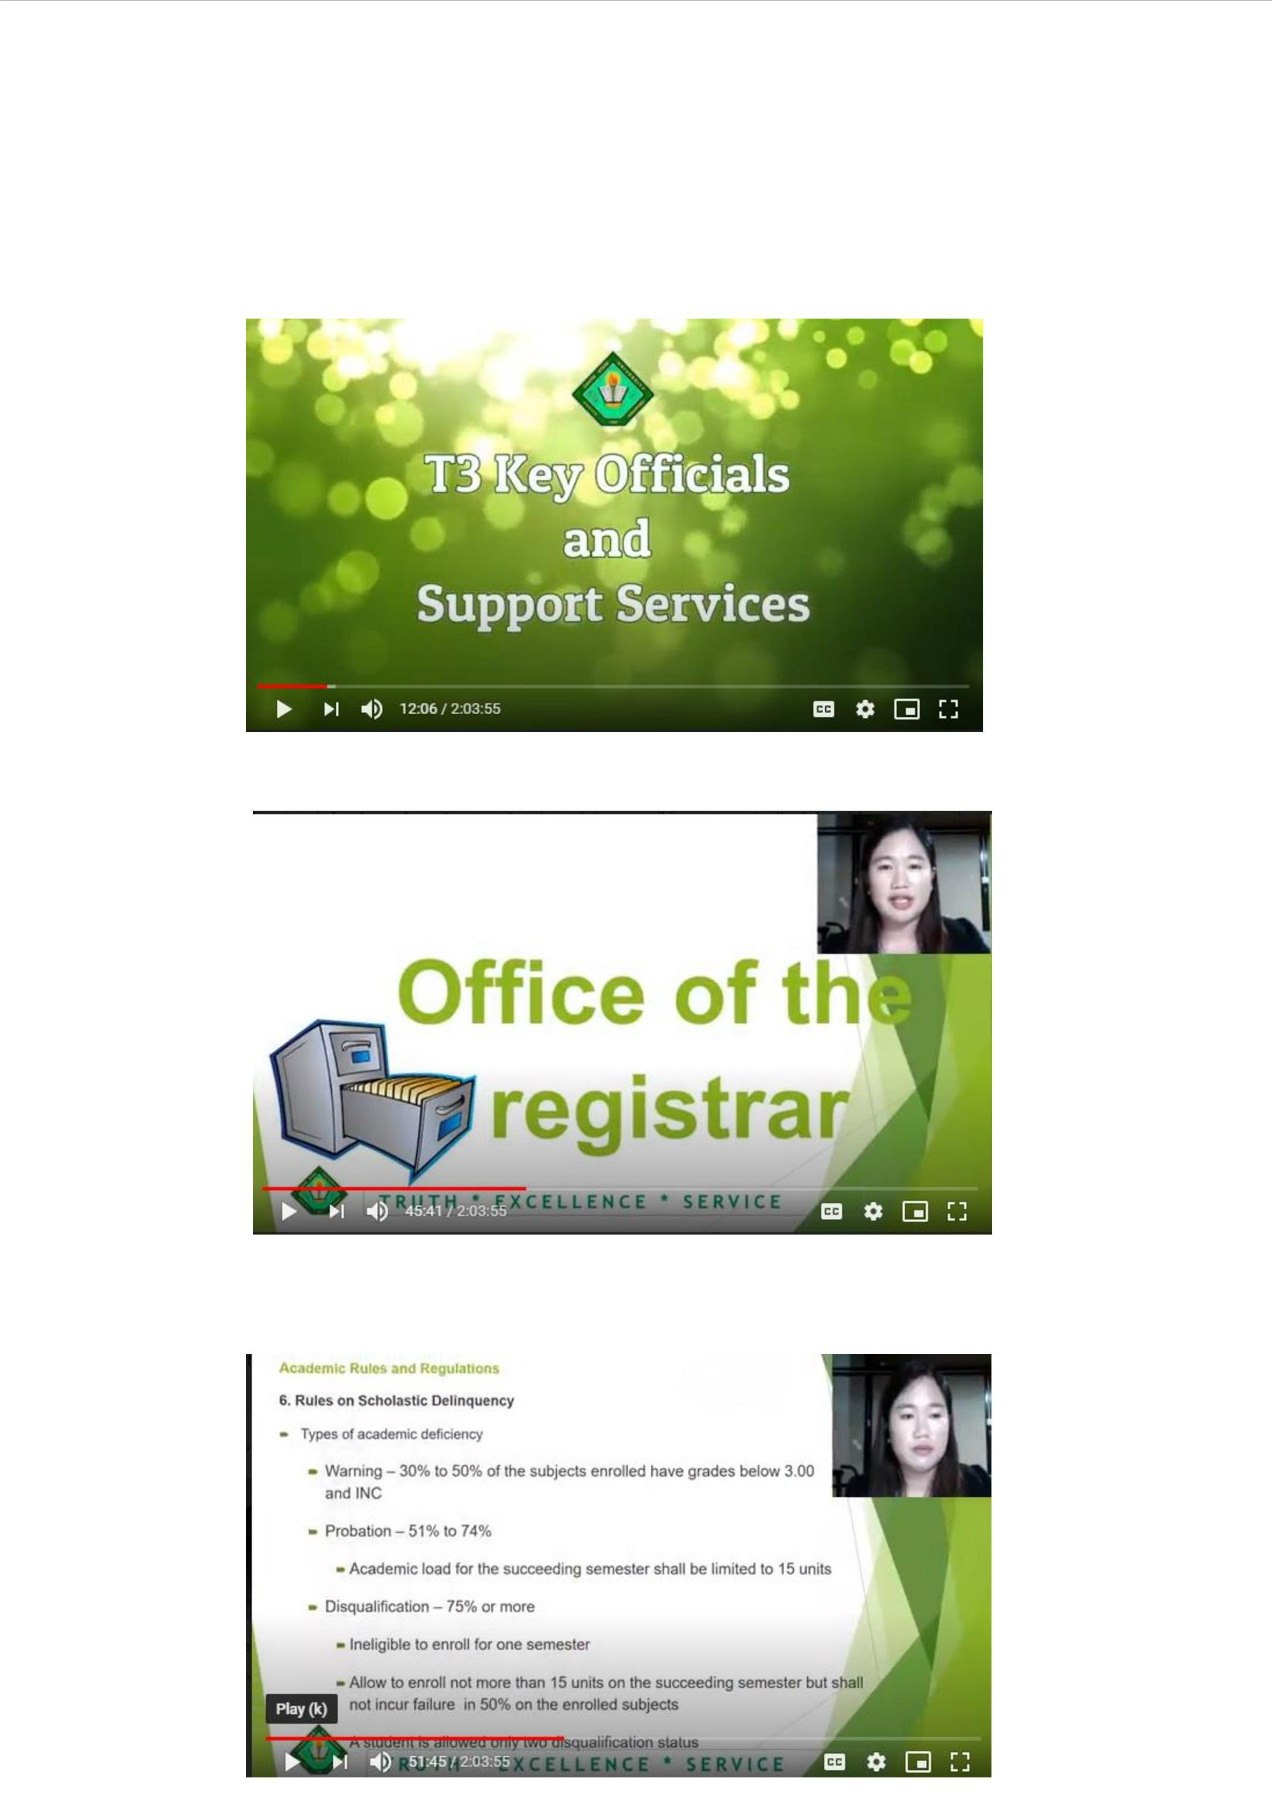 T3 Key Officials
and
Support Services
12:06 / 2:03:55
CC
Office of the
registrar
TRUTH * EXCELLENCE * SERVICE
45:41 / 2:03:55
CC
Academic Rules and Regulations
6. Rules on Scholastic Delinquency
Types of academic deficiency
Warning – 30% to 50% of the subjects enrolled have grades below 3.00
and INC
Probation – 51% to 74%
Academic load for the succeeding semester shall be limited to 15 units
Disqualification – 75% or more
Ineligible to enroll for one semester
Allow to enroll not more than 15 units on the succeeding semester but shall
not incur failure in 50% on the enrolled subjects
Play (k)
A student is allowed only two disqualification status
TRUTH * EXCELLENCE * SERVICE
51:45 / 2:03:55
CC